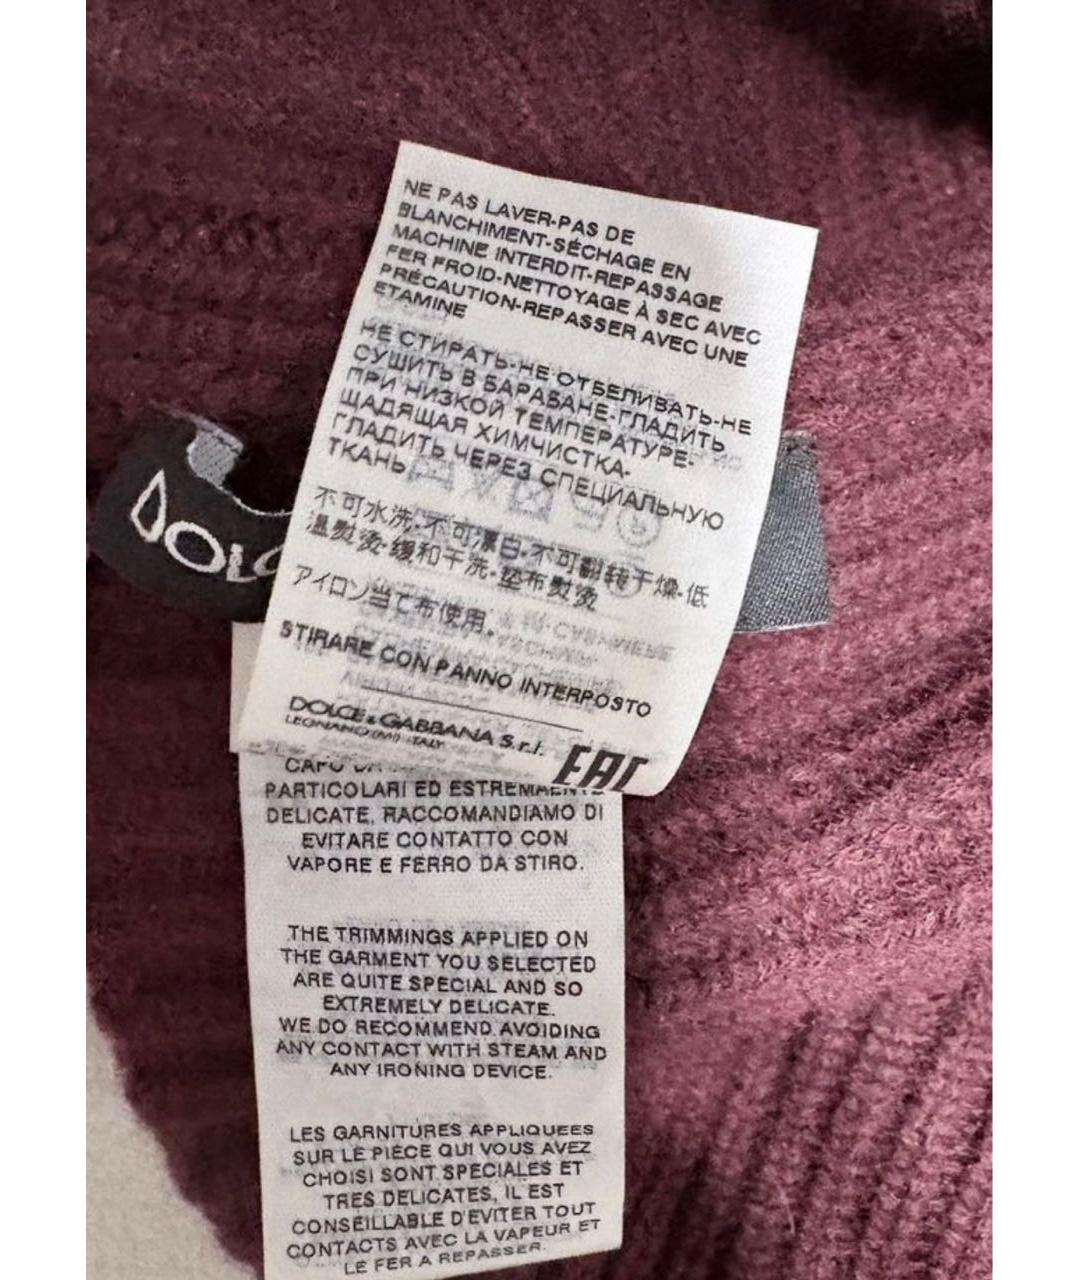 NE PAS LAVER-PAS DE
BLANCHIMENT-SÉCHAGE EN
MACHINE INTERDIT-REPASSAGE
FER FROID-NETTOYAGE À SEC AVEC
PRÉCAUTION-REPASSER AVEC UNE
ETAMINE
НЕ СТИРАТЬ-НЕ ОТБЕЛИВАТЬ-НЕ
СУШИТЬ В БАРАБАНЕ-ГЛАДИТЬ
ПРИ НИЗКОЙ ТЕМПЕРАТУРЕ-
ЩАДЯЩАЯ ХИМЧИСТКА-
ГЛАДИТЬ ЧЕРЕЗ СПЕЦИАЛЬНУЮ
ТКАНЬ
不可水洗-不可漂白-不可翻转干燥-低
温熨烫-缓和干洗-垫布熨烫
アイロン当て布使用。
STIRARE CON PANNO INTERPOSTO
DOLCE & GABBANA S.r.l.
LEGNANO (MI) -ITALY
EAC
DOLC
CAPO
PARTICOLARI ED ESTREMAMENTE
DELICATE, RACCOMANDIAMO DI
EVITARE CONTATTO CON
VAPORE E FERRO DA STIRO.
THE TRIMMINGS APPLIED ON
THE GARMENT YOU SELECTED
ARE QUITE SPECIAL AND SO
EXTREMELY DELICATE.
WE DO RECOMMEND AVOIDING
ANY CONTACT WITH STEAM AND
ANY IRONING DEVICE.
LES GARNITURES APPLIQUEES
SUR LE PIECE QUI VOUS AVEZ
CHOISI SONT SPECIALES ET
TRES DELICATES, IL EST
CONSEILLABLE D'EVITER TOUT
CONTACTS AVEC LA VAPEUR ET
LE FER A REPASSER.